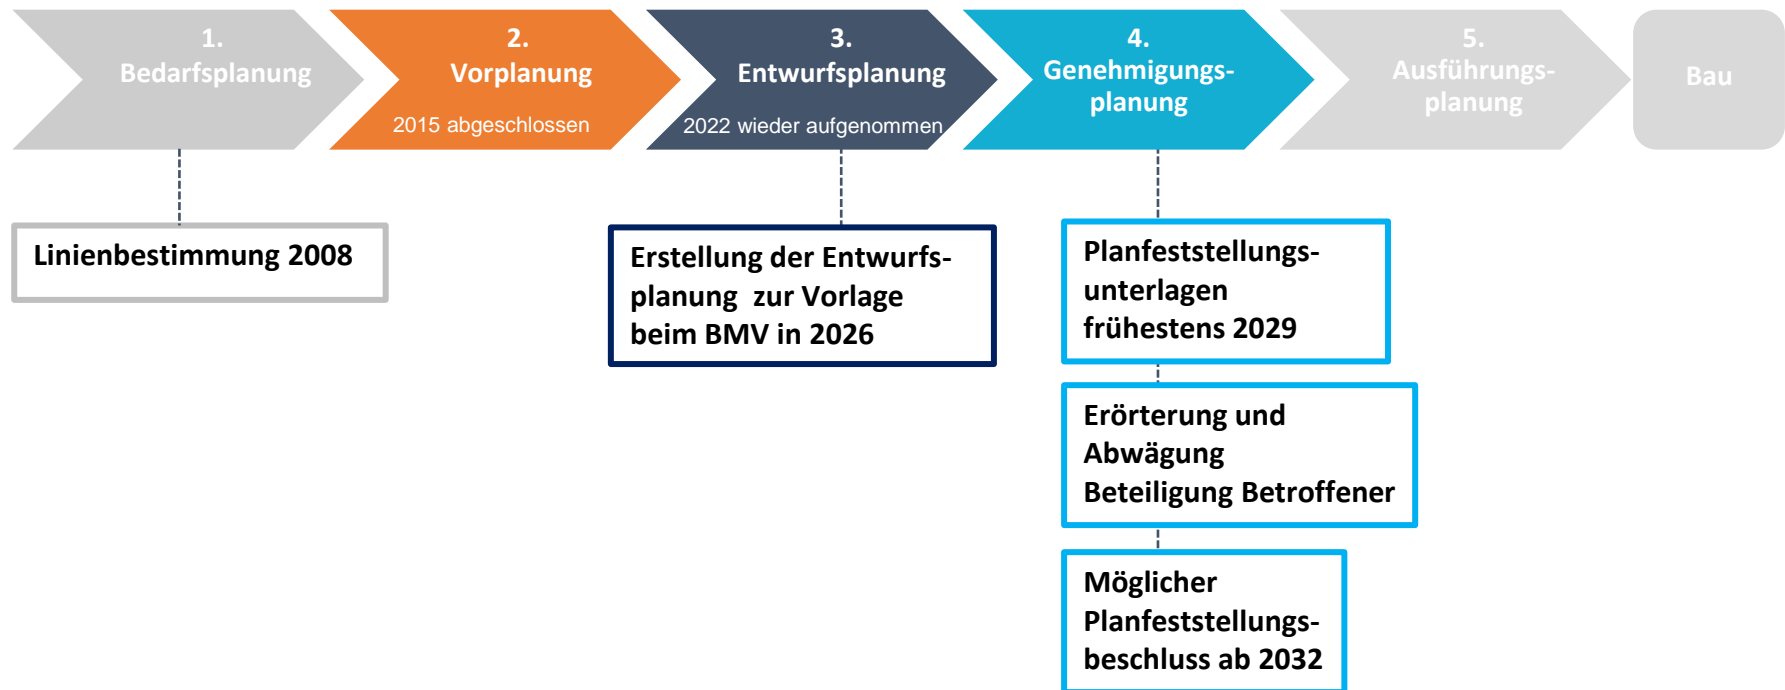 1.
Bedarfsplanung
2.
Vorplanung
2015 abgeschlossen
3.
Entwurfsplanung
2022 wieder aufgenommen
4.
Genehmigungs-
planung
5.
Ausführungs-
planung
Bau
Linienbestimmung 2008
Erstellung der Entwurfs-
planung zur Vorlage
beim BMV in 2026
Planfeststellungs-
unterlagen
frühestens 2029
Erörterung und
Abwägung
Beteiligung Betroffener
Möglicher
Planfeststellungs-
beschluss ab 2032